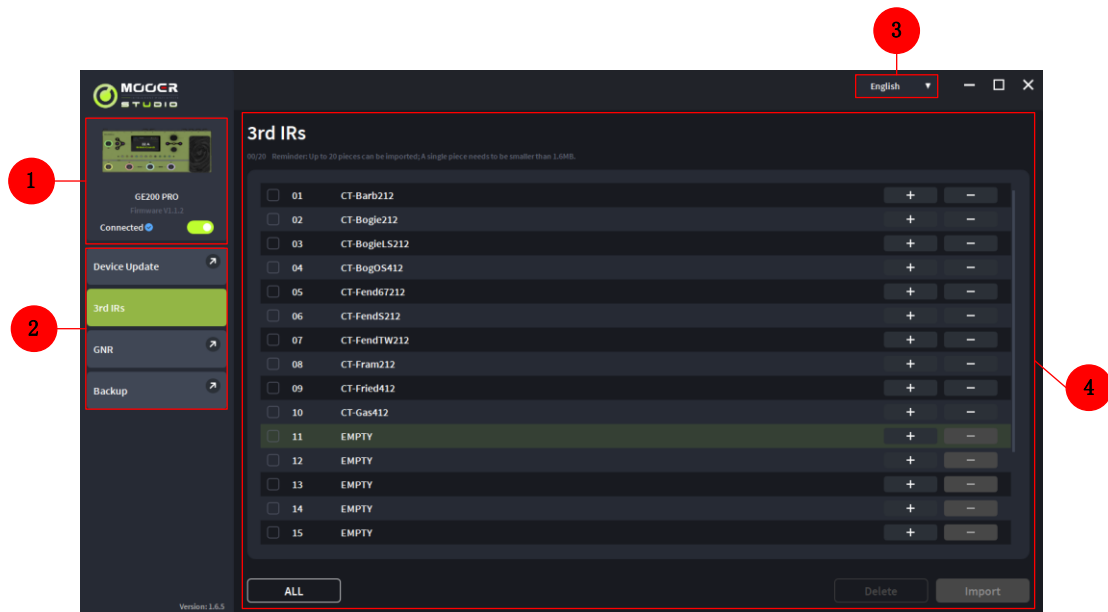 3
MOOER
STUDIO
English ▼
1
GE200 PRO
Firmware V1.1.2
Connected
2
Device Update
3rd IRs
GNR
Backup
Version: 1.6.5
3rd IRs
00/20 Reminder: Up to 20 pieces can be imported; A single piece needs to be smaller than 1.6MB.
01 CT-Barb212 + −
02 CT-Bogie212 + −
03 CT-BogieLS212 + −
04 CT-BogOS412 + −
05 CT-Fend67212 + −
06 CT-FendS212 + −
07 CT-FendTW212 + −
08 CT-Fram212 + −
09 CT-Fried412 + −
10 CT-Gas412 + −
11 EMPTY + −
12 EMPTY + −
13 EMPTY + −
14 EMPTY + −
15 EMPTY + −
ALL Delete Import
4